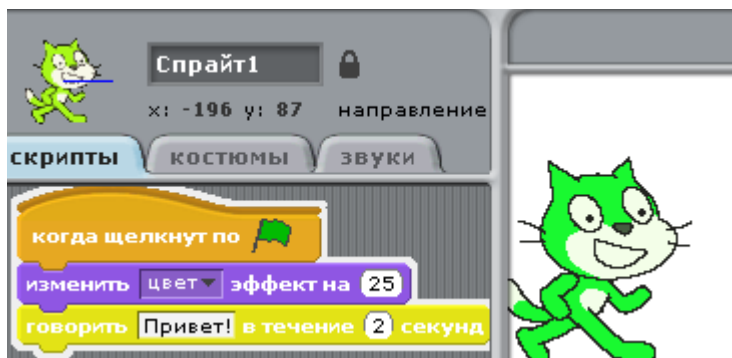 Спрайт1
x: -196 y: 87 направление
скрипты костюмы звуки
когда щелкнут по
изменить цвет эффект на 25
говорить Привет! в течение 2 секунд